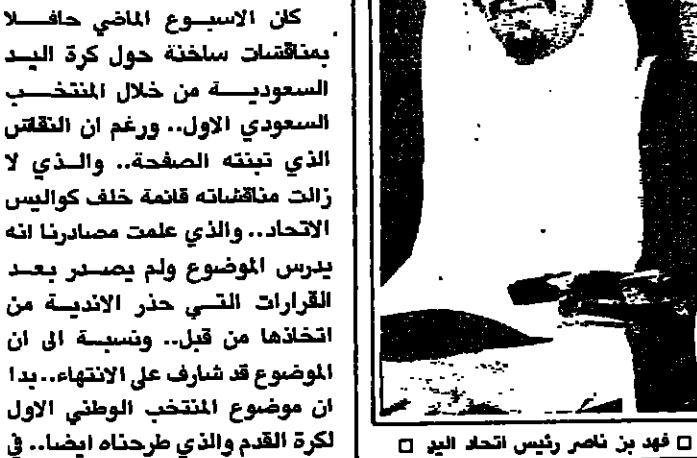 كان الاسبوع الماضي حافلا
بمناقشات ساخنة حول كرة اليد
السعودية من خلال المنتخب
السعودي الاول.. ورغم ان النقاش
الذي تبنته الصفحة.. والذي لا
زالت مناقشاته قائمة خلف كواليس
الاتحاد.. والذي علمت مصادرنا انه
يدرس الموضوع ولم يصدر بعد
القرارات التي حذر الاندية من
اتخاذها من قبل.. ونسبة الى ان
الموضوع قد شارف على الانتهاء.. بدا
ان موضوع المنتخب الوطني الاول
لكرة القدم والذي طرحناه ايضا.. في
□ فهد بن ناصر رئيس اتحاد اليد □